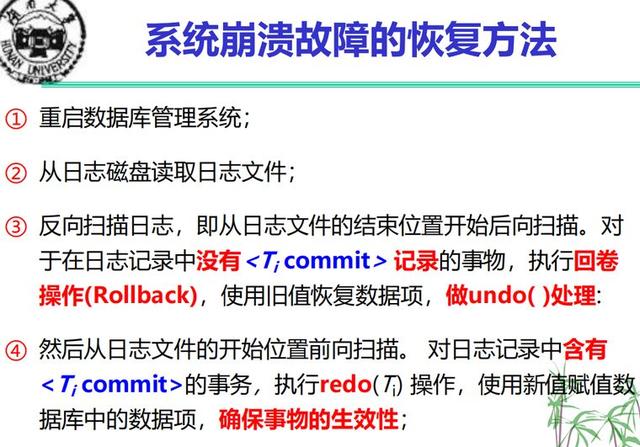 湖南大学
HUNAN UNIVERSITY
系统崩溃故障的恢复方法
① 重启数据库管理系统；
② 从日志磁盘读取日志文件；
③ 反向扫描日志，即从日志文件的结束位置开始后向扫描。对
于在日志记录中没有<Ti commit> 记录的事物，执行回卷
操作(Rollback)，使用旧值恢复数据项，做undo( )处理:
④ 然后从日志文件的开始位置前向扫描。 对日志记录中含有
<Ti commit>的事务，执行redo(Ti) 操作，使用新值赋值数
据库中的数据项，确保事物的生效性；